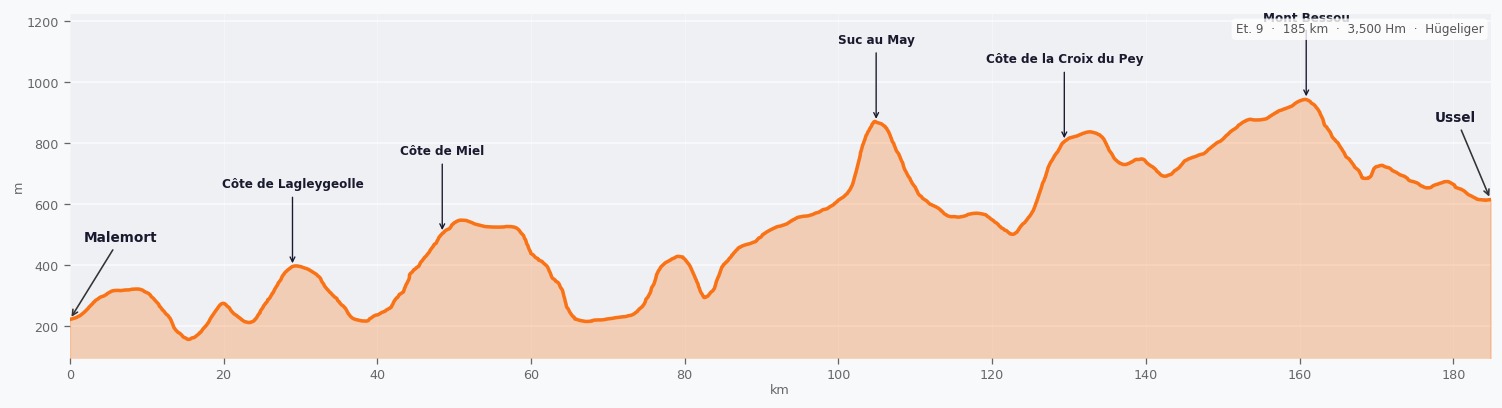 Mont Bessou
Et. 9 · 185 km · 3,500 Hm · Hügeliger
Suc au May
Côte de la Croix du Pey
Ussel
Côte de Miel
Côte de Lagleygeolle
Malemort
1200
1000
800
600
400
200
m
0 20 40 60 80 100 120 140 160 180
km